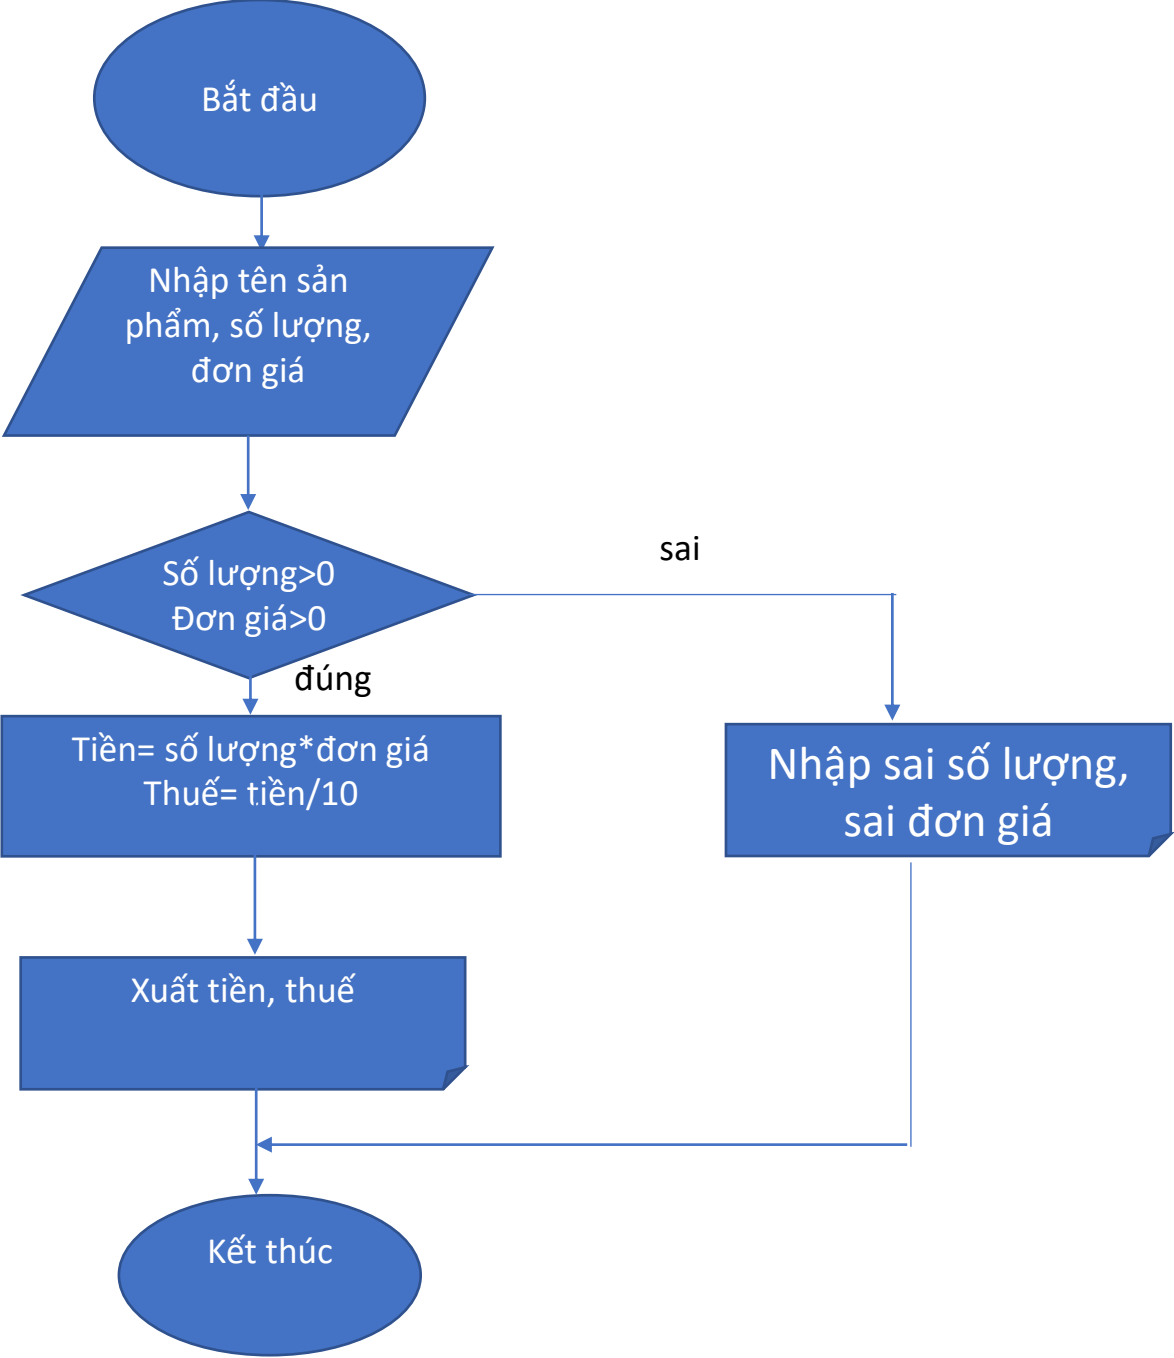 Bắt đầu
Nhập tên sản
phẩm, số lượng,
đơn giá
Số lượng>0
Đơn giá>0
sai
đúng
Tiền= số lượng*đơn giá
Thuế= tiền/10
Nhập sai số lượng,
sai đơn giá
Xuất tiền, thuế
Kết thúc